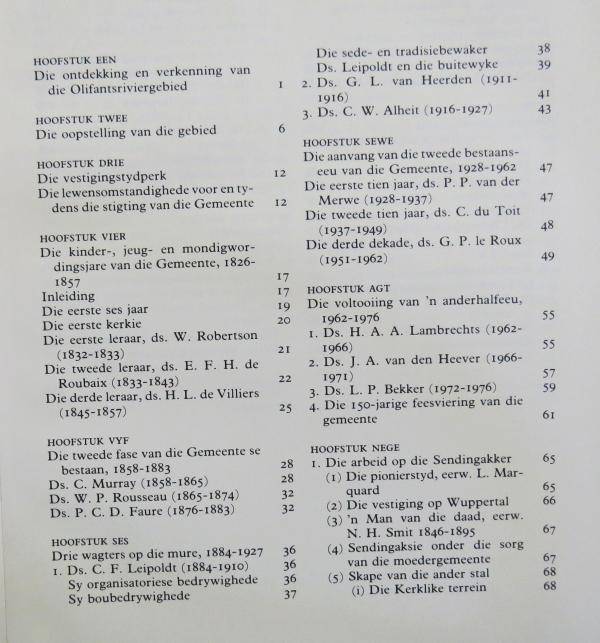 HOOFSTUK EEN
Die ontdekking en verkenning van
die Olifantsriviergebied 1
HOOFSTUK TWEE
Die oopstelling van die gebied 6
HOOFSTUK DRIE
Die vestigingstydperk 12
Die lewensomstandighede voor en ty-
dens die stigting van die Gemeente 12
HOOFSTUK VIER
Die kinder-, jeug- en mondigwor-
dingsjare van die Gemeente, 1826-
1857 17
Inleiding 17
Die eerste ses jaar 19
Die eerste kerkie 20
Die eerste leraar, ds. W. Robertson
(1832-1833) 21
Die tweede leraar, ds. E. F. H. de
Roubaix (1833-1843) 22
Die derde leraar, ds. H. L. de Villiers
(1845-1857) 25
HOOFSTUK VYF
Die tweede fase van die Gemeente se
bestaan, 1858-1883 28
Ds. C. Murray (1858-1865) 28
Ds. W. P. Rousseau (1865-1874) 32
Ds. P. C. D. Faure (1876-1883) 32
HOOFSTUK SES
Drie wagters op die mure, 1884-1927 36
1. Ds. C. F. Leipoldt (1884-1910) 36
Sy organisatoriese bedrywighede 36
Sy boubedrywighede 37
Die sede- en tradisiebewaker 38
Ds. Leipoldt en die buitewyke 39
2. Ds. G. L. van Heerden (1911-
1916) 41
3. Ds. C. W. Alheit (1916-1927) 43
HOOFSTUK SEWE
Die aanvang van die tweede bestaans-
eeu van die Gemeente, 1928-1962 47
Die eerste tien jaar, ds. P. P. van der
Merwe (1928-1937) 47
Die tweede tien jaar, ds. C. du Toit
(1937-1949) 48
Die derde dekade, ds. G. P. le Roux
(1951-1962) 49
HOOFSTUK AGT
Die voltooiing van 'n anderhalfeeu,
1962-1976 55
1. Ds. H. A. A. Lambrechts (1962-
1966) 55
2. Ds. J. A. van den Heever (1966-
1971) 57
3. Ds. L. P. Bekker (1972-1976) 59
4. Die 150-jarige feesviering van die
gemeente 61
HOOFSTUK NEGE
1. Die arbeid op die Sendingakker 65
(1) Die pionierstyd, eerw. L. Mar-
quard 65
(2) Die vestiging op Wuppertal 66
(3) 'n Man van die daad, eerw.
N. H. Smit 1846-1895 67
(4) Sendingaksie onder die sorg
van die moedergemeente 67
(5) Skape van die ander stal 68
(i) Die Kerklike terrein 68